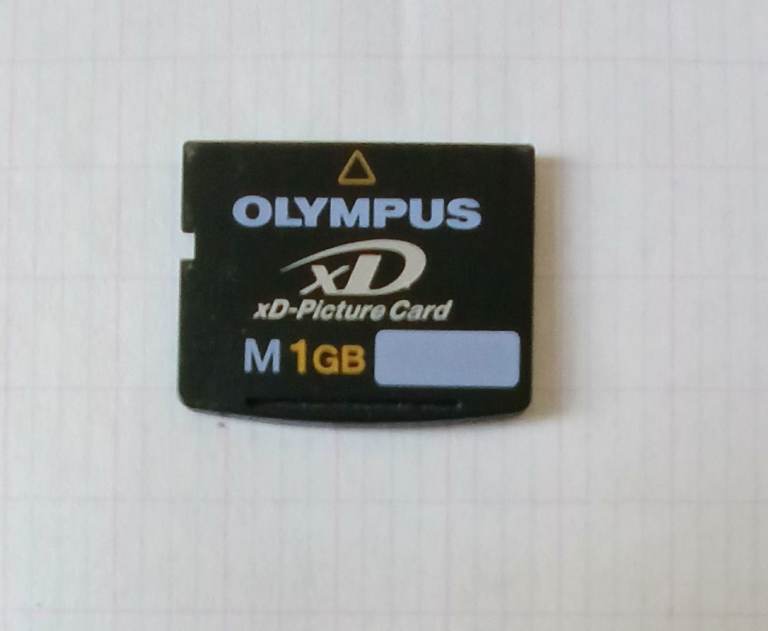 OLYMPUS
xD
xD-Picture Card
M 1GB